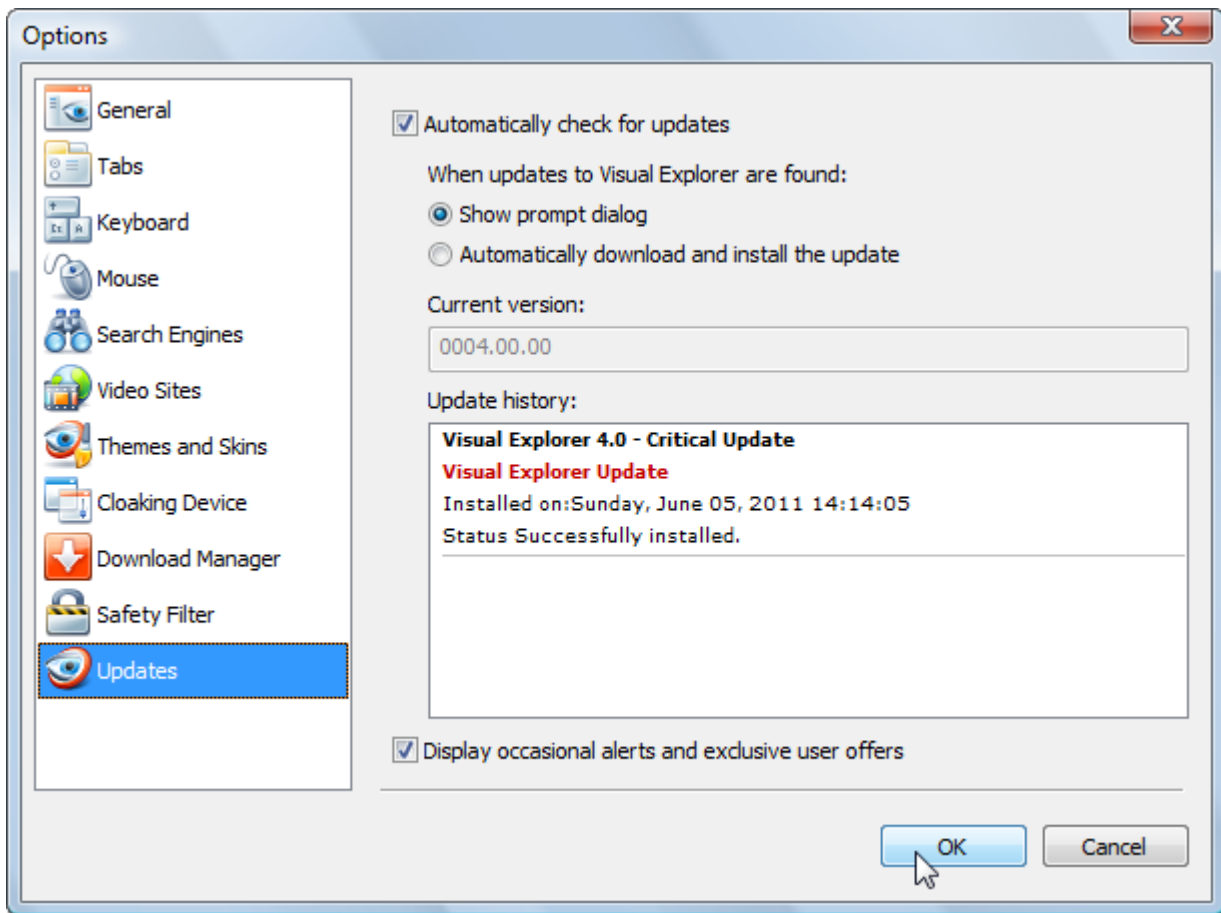 Options
General
Tabs
Keyboard
Mouse
Search Engines
Video Sites
Themes and Skins
Cloaking Device
Download Manager
Safety Filter
Updates
Automatically check for updates
When updates to Visual Explorer are found:
Show prompt dialog
Automatically download and install the update
Current version:
0004.00.00
Update history:
Visual Explorer 4.0 - Critical Update
Visual Explorer Update
Installed on:Sunday, June 05, 2011 14:14:05
Status Successfully installed.
Display occasional alerts and exclusive user offers
OK
Cancel